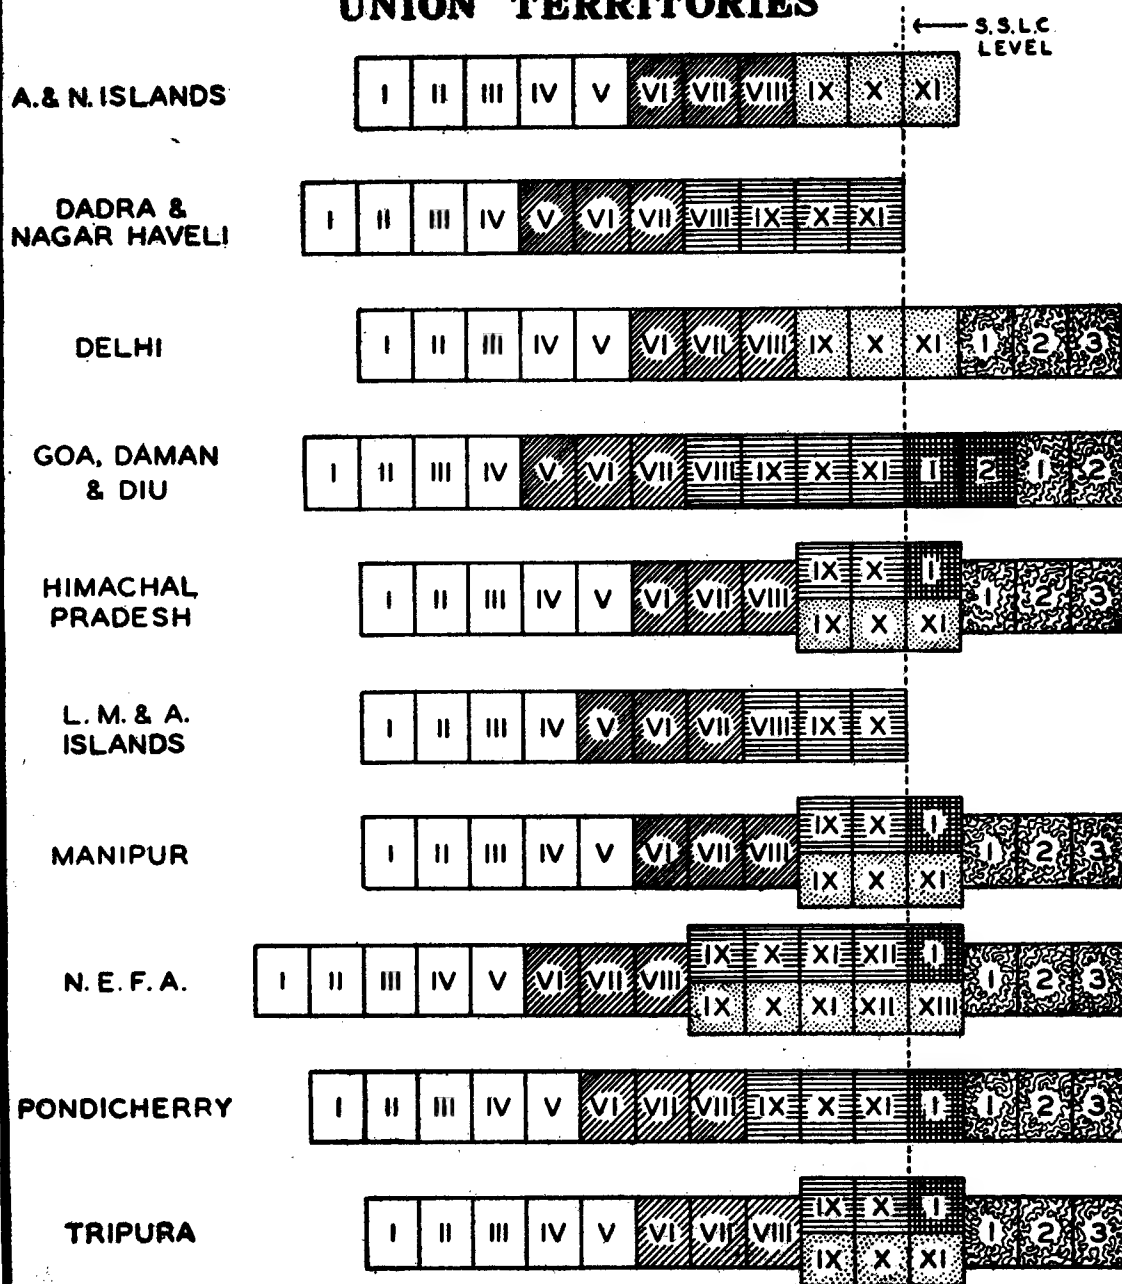 UNION TERRITORIES
S.S.L.C.
LEVEL
A. & N. ISLANDS
I II III IV V VI VII VIII IX X XI
DADRA &
NAGAR HAVELI
I II III IV V VI VII VIII IX X XI
DELHI
I II III IV V VI VII VIII IX X XI 1 2 3
GOA, DAMAN
& DIU
I II III IV V VI VII VIII IX X XI 1 2 1 2
HIMACHAL
PRADESH
IX X I
I II III IV V VI VII VIII 1 2 3
IX X XI
L. M. & A.
ISLANDS
I II III IV V VI VII VIII IX X
MANIPUR
IX X I
I II III IV V VI VII VIII 1 2 3
IX X XI
N. E. F. A.
IX X XI XII I
I II III IV V VI VII VIII 1 2 3
IX X XI XII XIII
PONDICHERRY
I II III IV V VI VII VIII IX X XI I 1 2 3
TRIPURA
IX X I
I II III IV V VI VII VIII 1 2 3
IX X XI